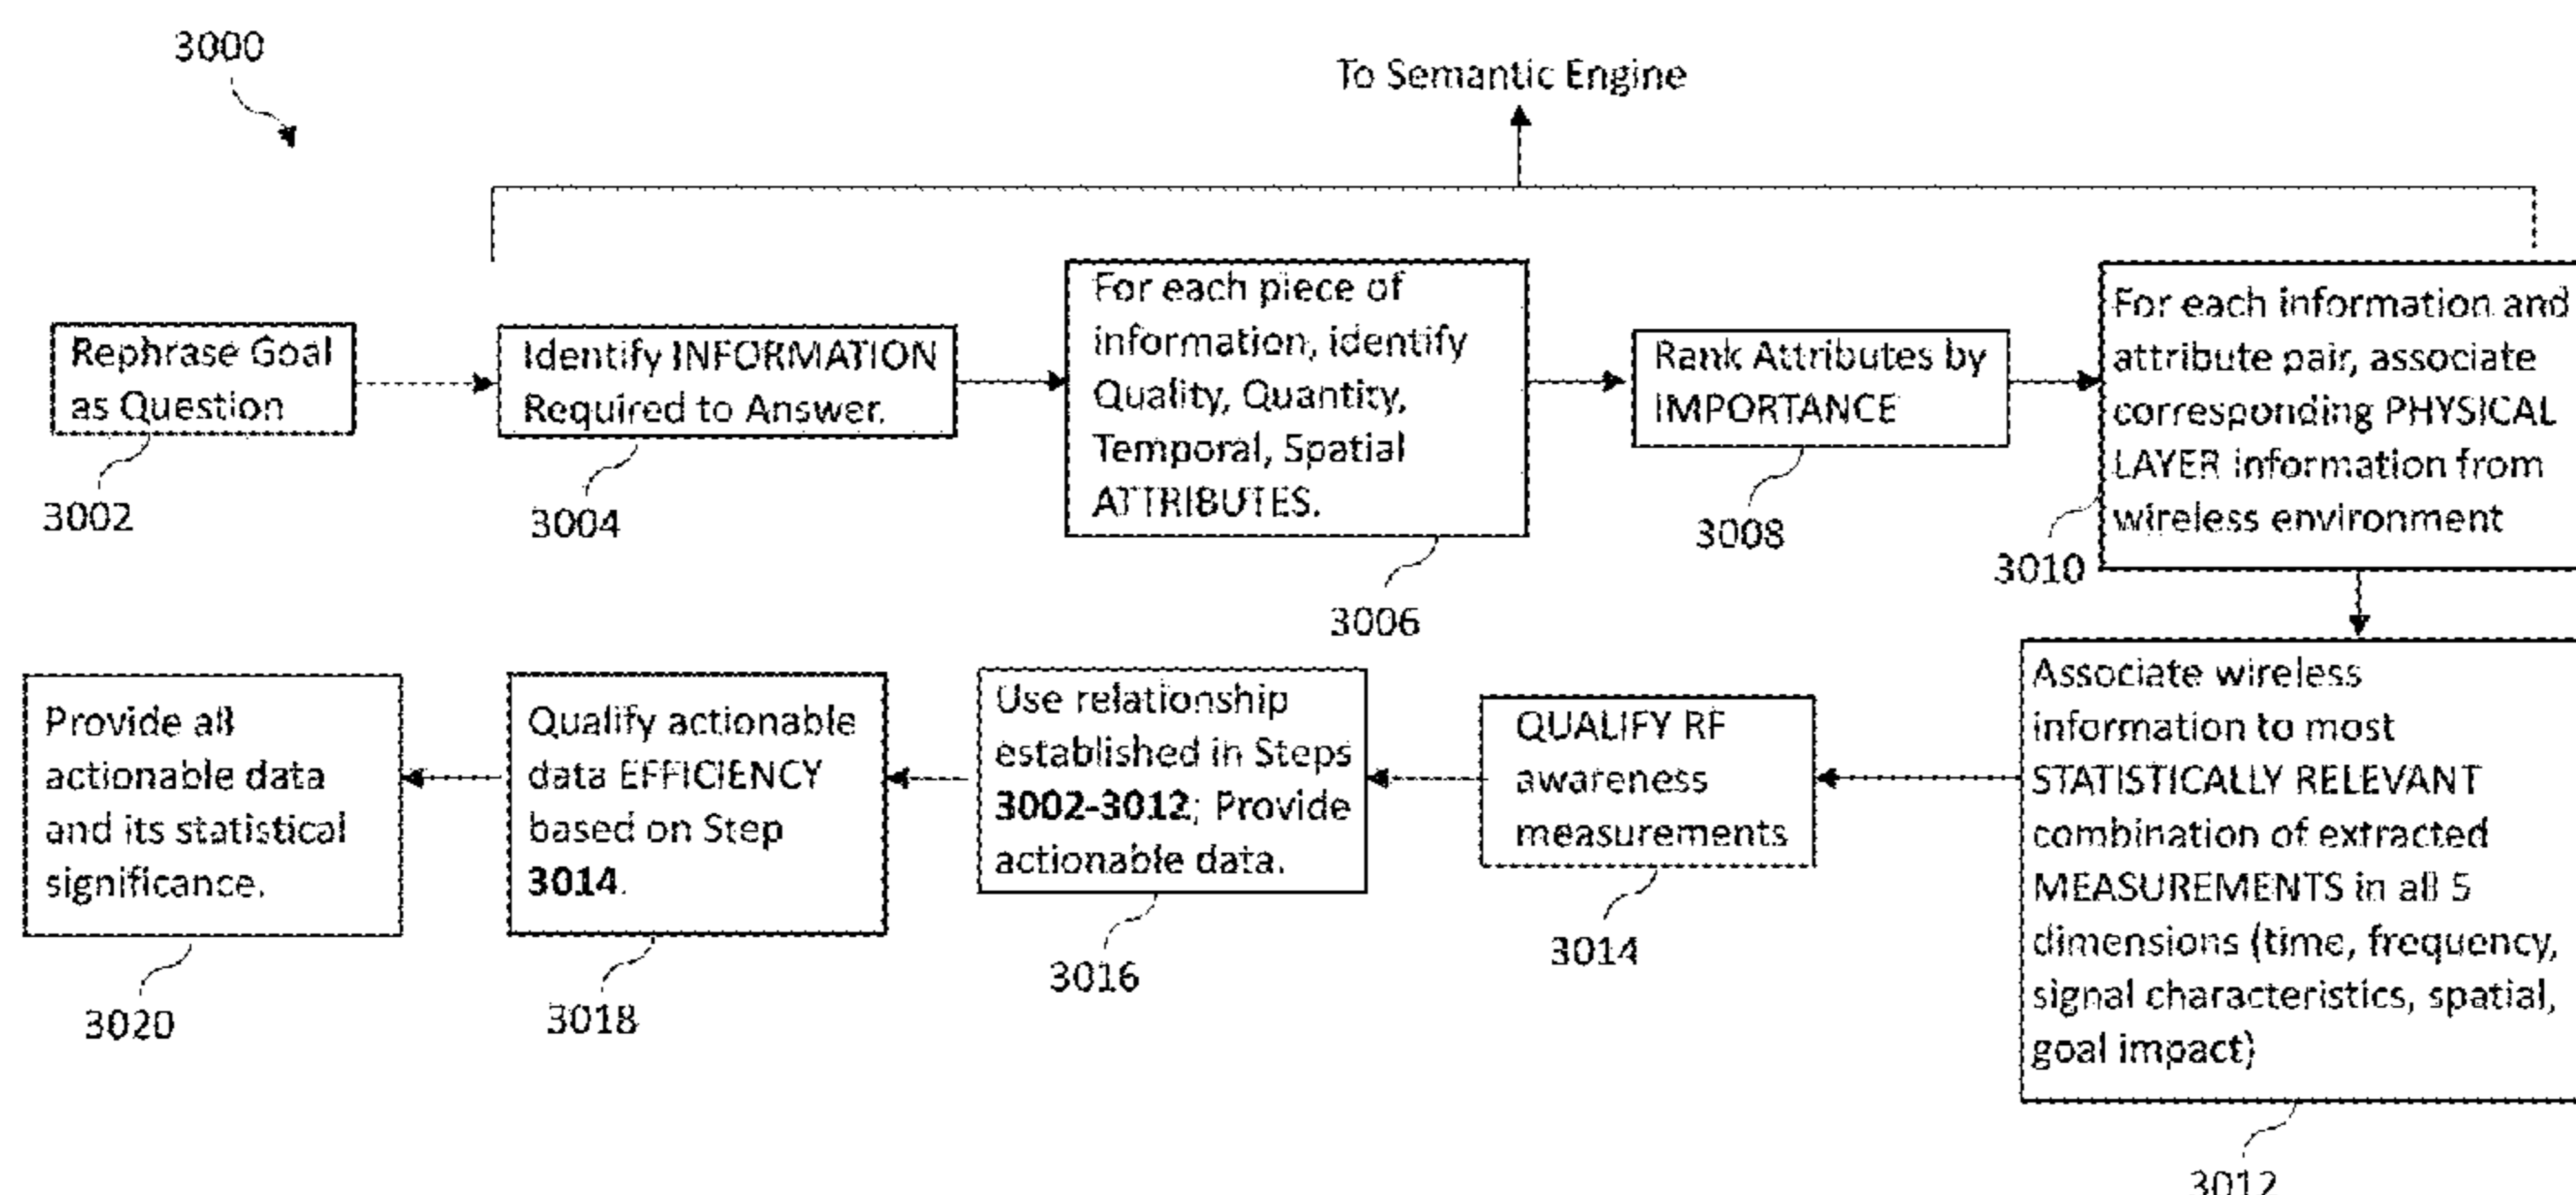 3000
To Semantic Engine
Rephrase Goal
as Question
3002
Identify INFORMATION
Required to Answer.
3004
For each piece of
information, identify
Quality, Quantity,
Temporal, Spatial
ATTRIBUTES.
3006
Rank Attributes by
IMPORTANCE
3008
For each information and
attribute pair, associate
corresponding PHYSICAL
LAYER information from
wireless environment
3010
Associate wireless
information to most
STATISTICALLY RELEVANT
combination of extracted
MEASUREMENTS in all 5
dimensions (time, frequency,
signal characteristics, spatial,
goal impact)
3012
QUALIFY RF
awareness
measurements
3014
Use relationship
established in Steps
3002-3012; Provide
actionable data.
3016
Qualify actionable
data EFFICIENCY
based on Step
3014.
3018
Provide all
actionable data
and its statistical
significance.
3020